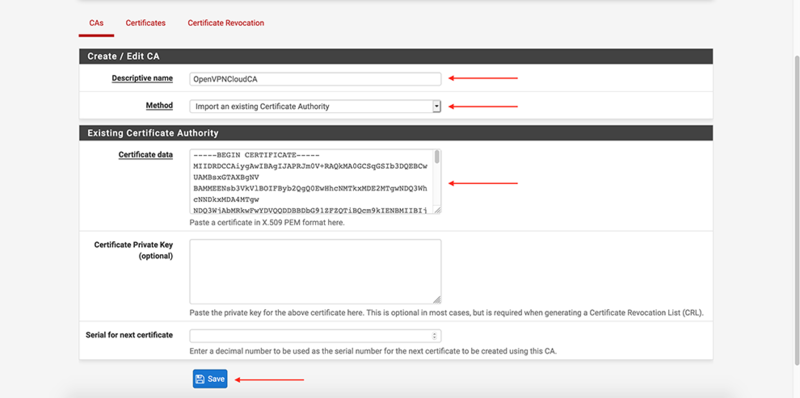 CAs Certificates Certificate Revocation
Create / Edit CA
Descriptive name OpenVPNCloudCA
Method Import an existing Certificate Authority
Existing Certificate Authority
Certificate data -----BEGIN CERTIFICATE-----
MIIDRDCCAiygAwIBAgIJAPRJm0V+RAQkMA0GCSqGSIb3DQEBCw
UAMBsxGTAXBgNV
BAMMEENsb3VkVlBOIFByb2QgQ0EwHhcNMTkxMDE2MTgwNDQ3Wh
cNNDkxMDA4MTgw
NDQ3WjAbMRkwFwYDVQQDDBBDbG91ZFZQTiBQcm9kIENBMIIBIj
Paste a certificate in X.509 PEM format here.
Certificate Private Key
(optional)
Paste the private key for the above certificate here. This is optional in most cases, but is required when generating a Certificate Revocation List (CRL).
Serial for next certificate
Enter a decimal number to be used as the serial number for the next certificate to be created using this CA.
Save